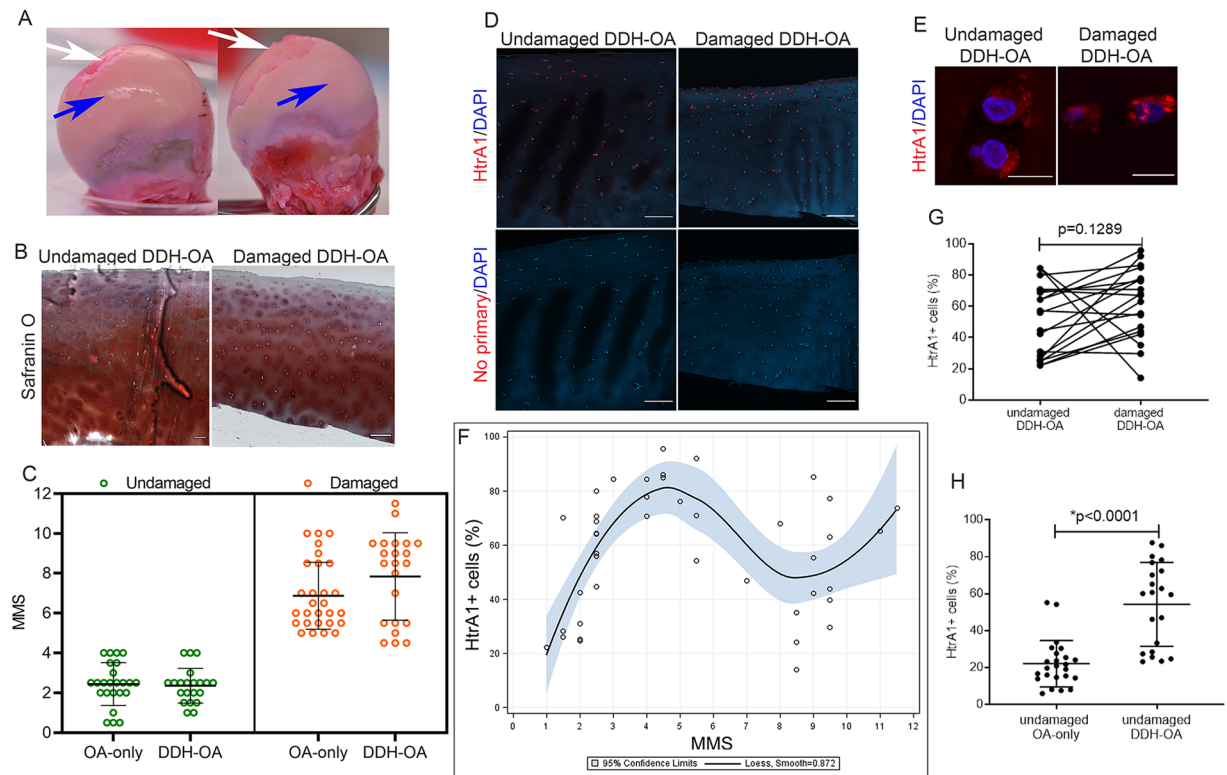 A
B
Undamaged DDH-OA
Damaged DDH-OA
Safranin O
C
Undamaged
Damaged
12
10
8
6
4
2
0
MMS
OA-only
DDH-OA
OA-only
DDH-OA
D
Undamaged DDH-OA
Damaged DDH-OA
HtrA1/DAPI
No primary/DAPI
E
Undamaged
DDH-OA
Damaged
DDH-OA
HtrA1/DAPI
F
100
80
60
40
20
0
HtrA1+ cells (%)
0 1 2 3 4 5 6 7 8 9 10 11 12
MMS
95% Confidence Limits
Loess, Smooth=0.872
G
p=0.1289
100
80
60
40
20
0
HtrA1+ cells (%)
undamaged
DDH-OA
damaged
DDH-OA
H
*p<0.0001
100
80
60
40
20
0
HtrA1+ cells (%)
undamaged
OA-only
undamaged
DDH-OA